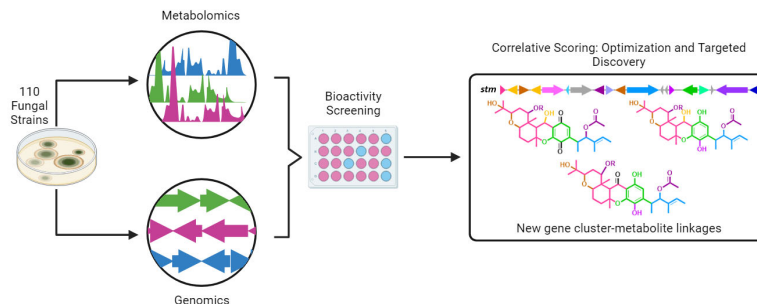 Metabolomics
110
Fungal
Strains
Genomics
Bioactivity
Screening
Correlative Scoring: Optimization and Targeted
Discovery
stm
HO
OR
OH
O
O
O
O
O
O
HO
OR
OH
OH
O
O
O
O
OH
HO
OR
O
OH
O
O
O
O
OH
New gene cluster-metabolite linkages